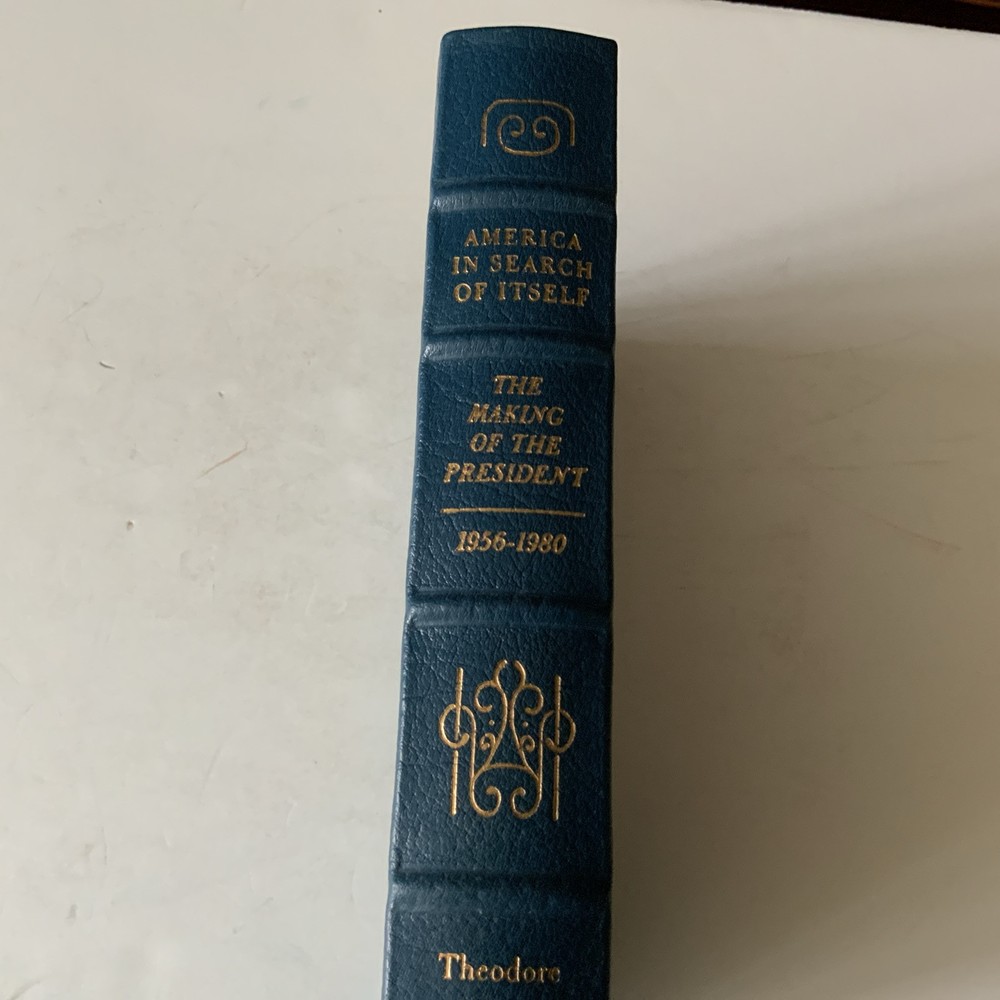 AMERICA
IN SEARCH
OF ITSELF
THE
MAKING
OF THE
PRESIDENT
1956-1980
Theodore